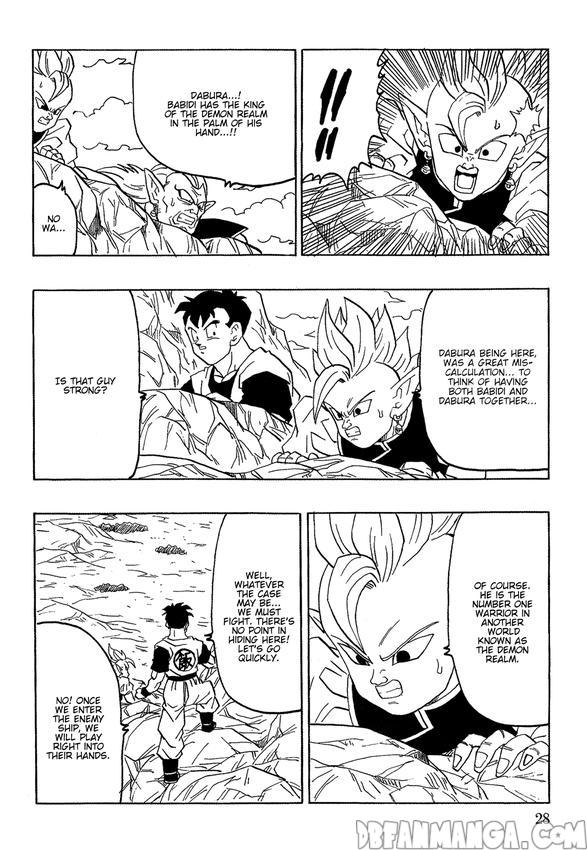 !!
DABURA...!
BABIDI HAS THE KING
OF THE DEMON REALM
IN THE PALM OF HIS
HAND...!!
NO
WA...
DABURA BEING HERE,
WAS A GREAT MIS-
CALCULATION... TO
THINK OF HAVING
BOTH BABIDI AND
DABURA TOGETHER...
IS THAT GUY
STRONG?
OF COURSE.
HE IS THE
NUMBER ONE
WARRIOR IN
ANOTHER
WORLD
KNOWN AS
THE DEMON
REALM.
WELL,
WHATEVER
THE CASE
MAY BE...
WE MUST
FIGHT. THERE'S
NO POINT IN
HIDING HERE!
LET'S GO
QUICKLY.
飯
NO! ONCE
WE ENTER
THE ENEMY
SHIP, WE
WILL PLAY
RIGHT INTO
THEIR HANDS.
28
DBFANMANGA.COM